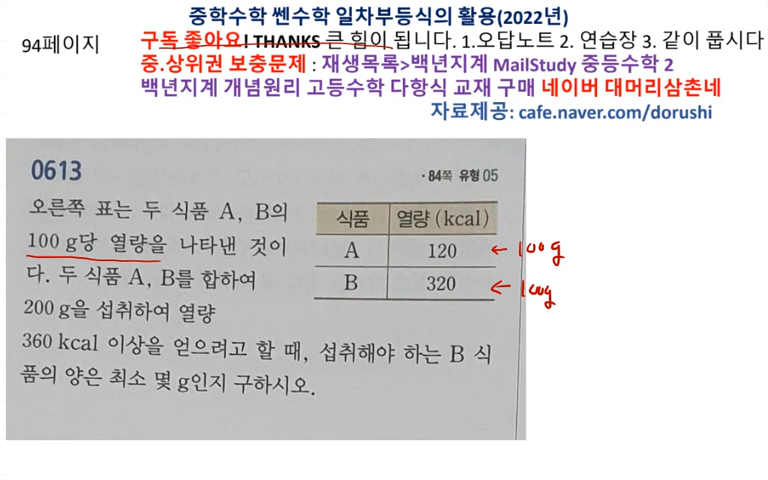 중학수학 쎈수학 일차부등식의 활용(2022년)
94페이지
구독 좋아요! THANKS 큰 힘이 됩니다. 1.오답노트 2. 연습장 3. 같이 풉시다
중.상위권 보충문제 : 재생목록>백년지계 MailStudy 중등수학 2
백년지계 개념원리 고등수학 다항식 교재 구매 네이버 대머리삼촌네
자료제공: cafe.naver.com/dorushi
0613
•84쪽 유형 05
오른쪽 표는 두 식품 A, B의
100 g당 열량을 나타낸 것이
다. 두 식품 A, B를 합하여
200 g을 섭취하여 열량
360 kcal 이상을 얻으려고 할 때, 섭취해야 하는 B 식
품의 양은 최소 몇 g인지 구하시오.
식품 열량 (kcal)
A 120 ← 100g
B 320 ← 100g